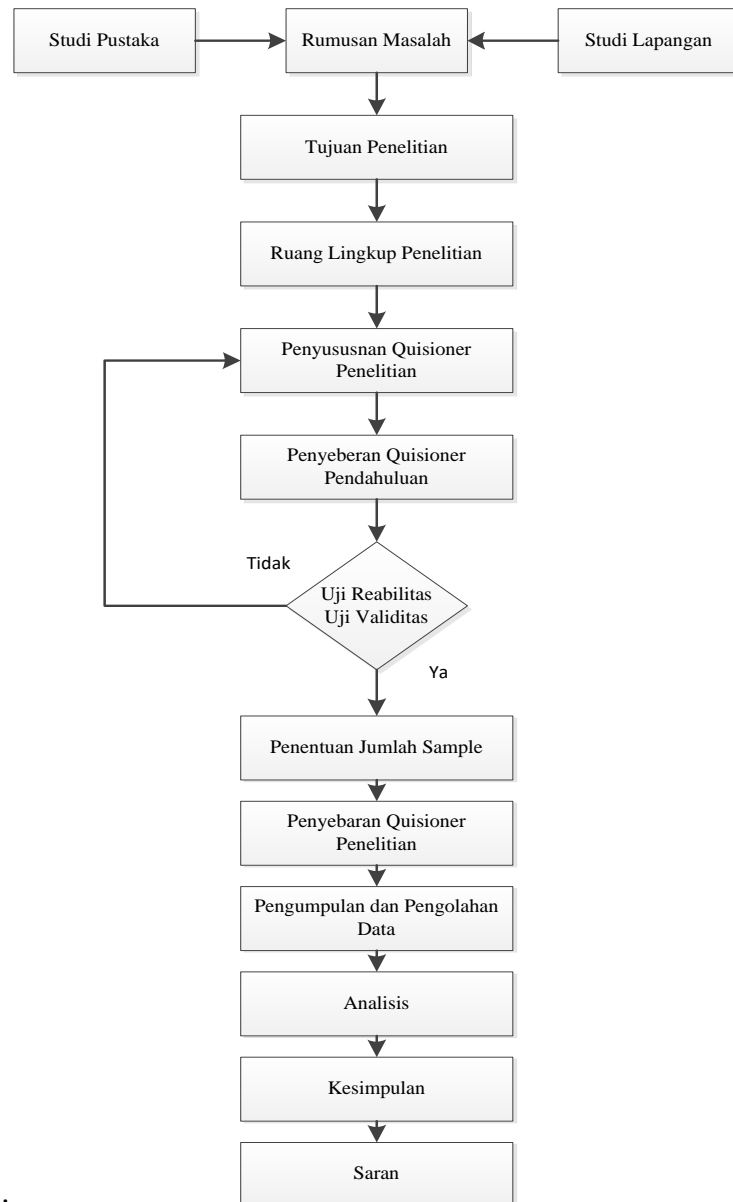 Studi Pustaka
Rumusan Masalah
Studi Lapangan
Tujuan Penelitian
Ruang Lingkup Penelitian
Penyususnan Quisioner
Penelitian
Penyeberan Quisioner
Pendahuluan
Tidak
Uji Reabilitas
Uji Validitas
Ya
Penentuan Jumlah Sample
Penyebaran Quisioner
Penelitian
Pengumpulan dan Pengolahan
Data
Analisis
Kesimpulan
Saran
.